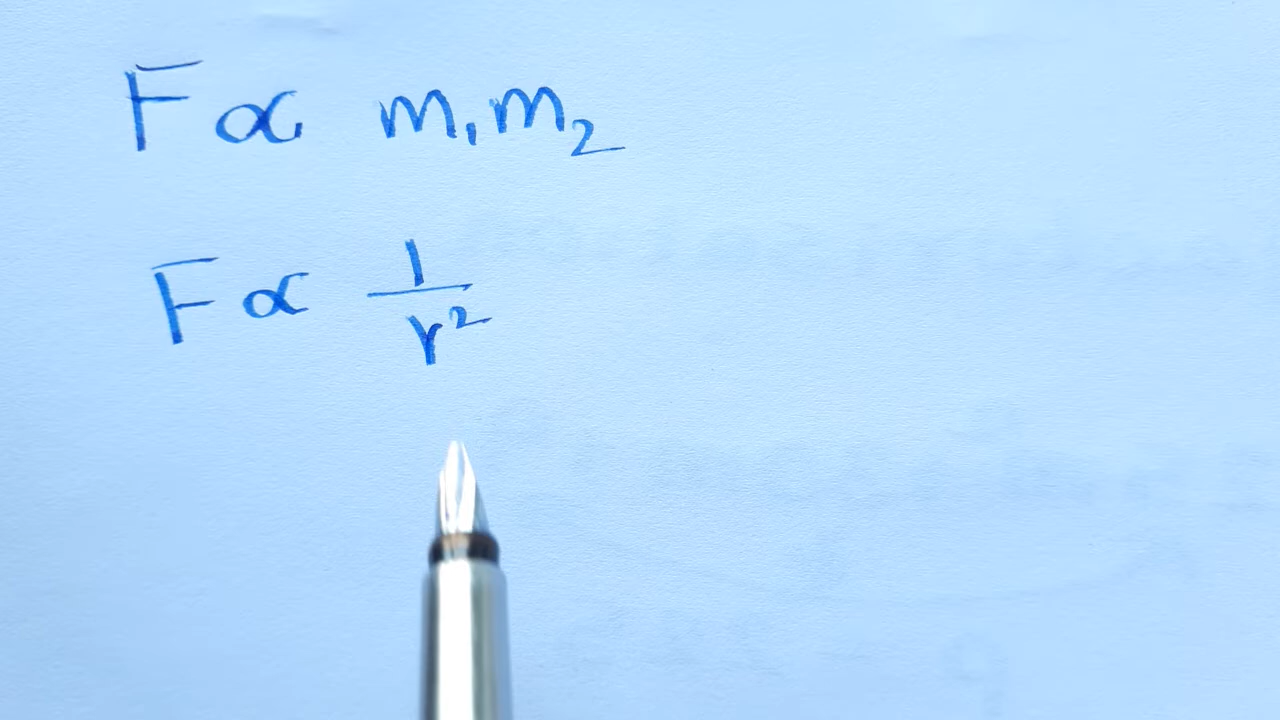 F ∝ m₁m₂
F ∝ 1/r²